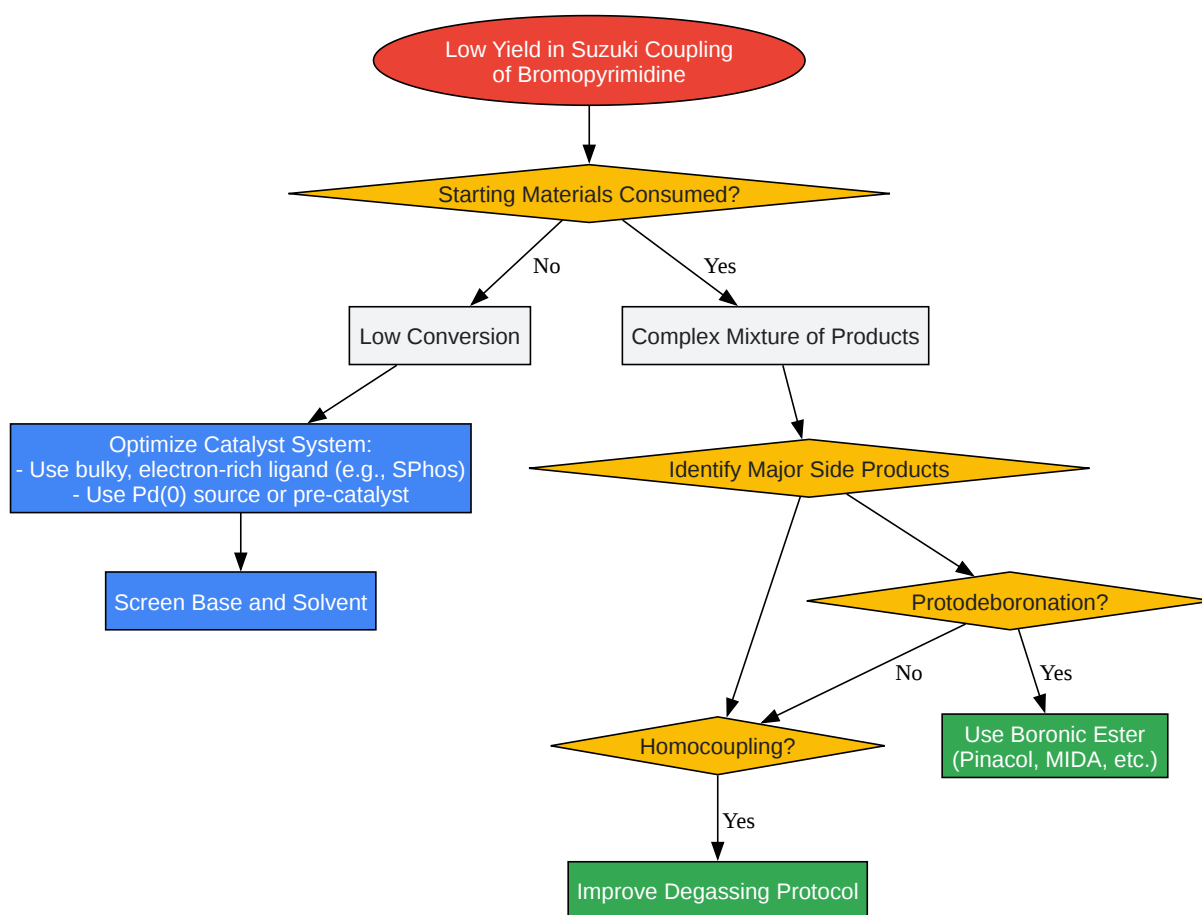 Low Yield in Suzuki Coupling
of Bromopyrimidine
Starting Materials Consumed?
No
Yes
Low Conversion
Complex Mixture of Products
Optimize Catalyst System:
- Use bulky, electron-rich ligand (e.g., SPhos)
- Use Pd(0) source or pre-catalyst
Identify Major Side Products
Screen Base and Solvent
Protodeboronation?
No
Yes
Homocoupling?
Use Boronic Ester
(Pinacol, MIDA, etc.)
Yes
Improve Degassing Protocol